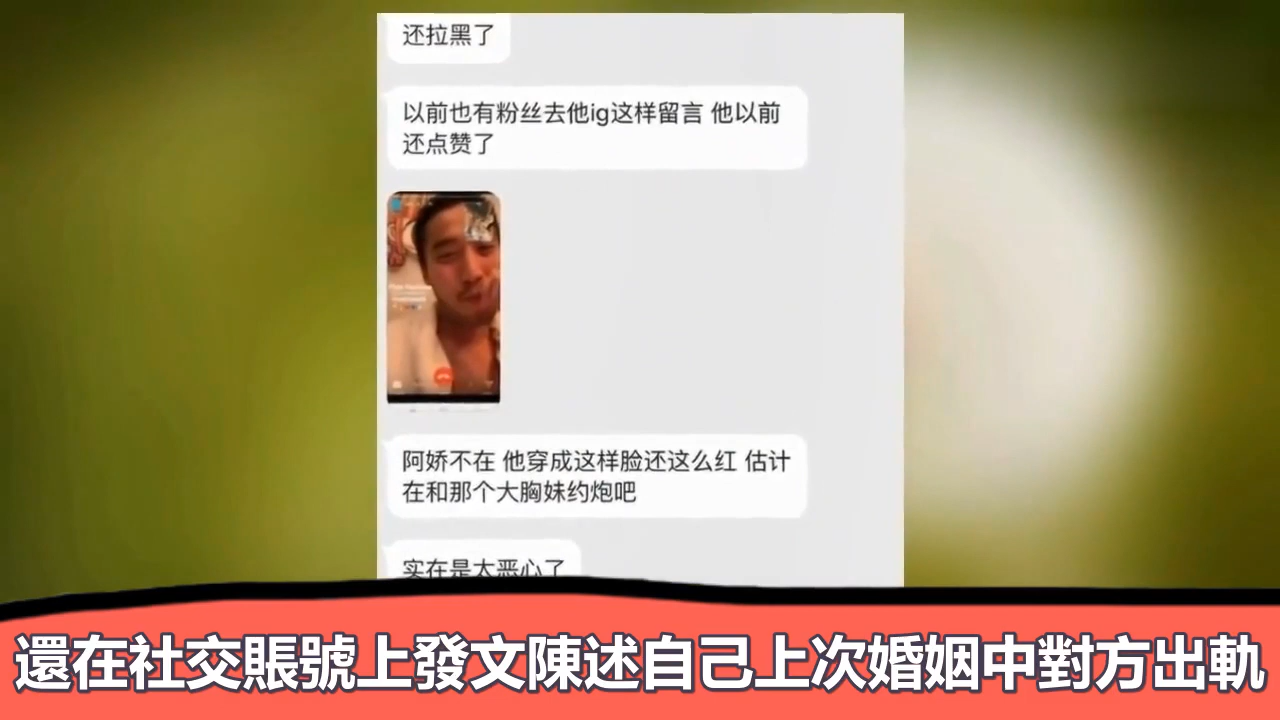 还拉黑了
以前也有粉丝去他ig这样留言 他以前
还点赞了
阿娇不在 他穿成这样脸还这么红 估计
在和那个大胸妹约炮吧
实在是太恶心了
還在社交賬號上發文陳述自己上次婚姻中對方出軌